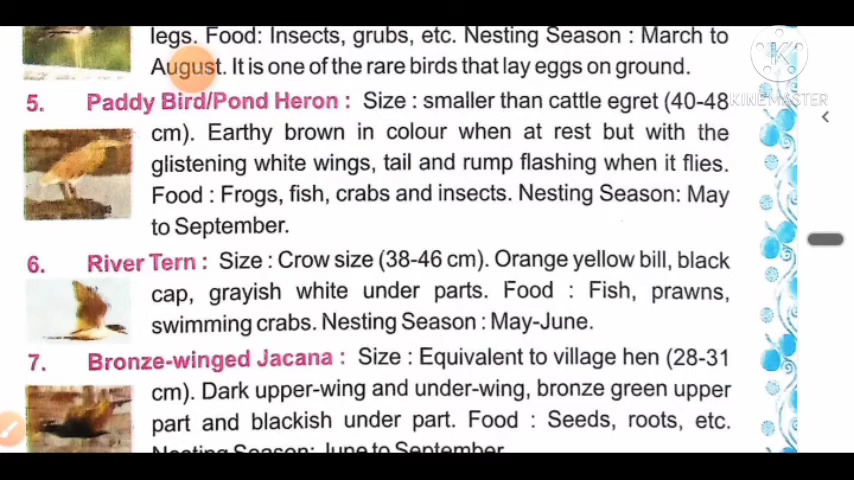 legs. Food: Insects, grubs, etc. Nesting Season : March to
August. It is one of the rare birds that lay eggs on ground.
5. Paddy Bird/Pond Heron : Size : smaller than cattle egret (40-48
cm). Earthy brown in colour when at rest but with the
glistening white wings, tail and rump flashing when it flies.
Food : Frogs, fish, crabs and insects. Nesting Season: May
to September.
6. River Tern : Size : Crow size (38-46 cm). Orange yellow bill, black
cap, grayish white under parts. Food : Fish, prawns,
swimming crabs. Nesting Season : May-June.
7. Bronze-winged Jacana : Size : Equivalent to village hen (28-31
cm). Dark upper-wing and under-wing, bronze green upper
part and blackish under part. Food : Seeds, roots, etc.
Nesting Season: June to September.
K
KINEMASTER